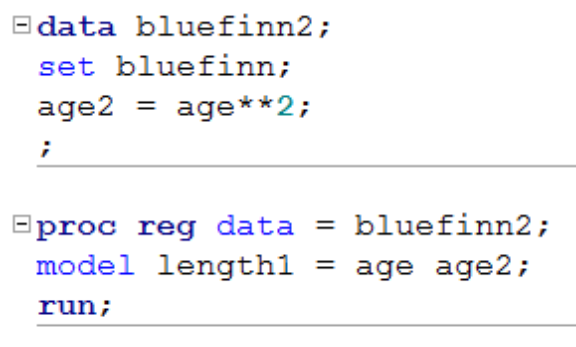 data bluefinn2;
set bluefinn;
age2 = age**2;
;
proc reg data = bluefinn2;
model length1 = age age2;
run;